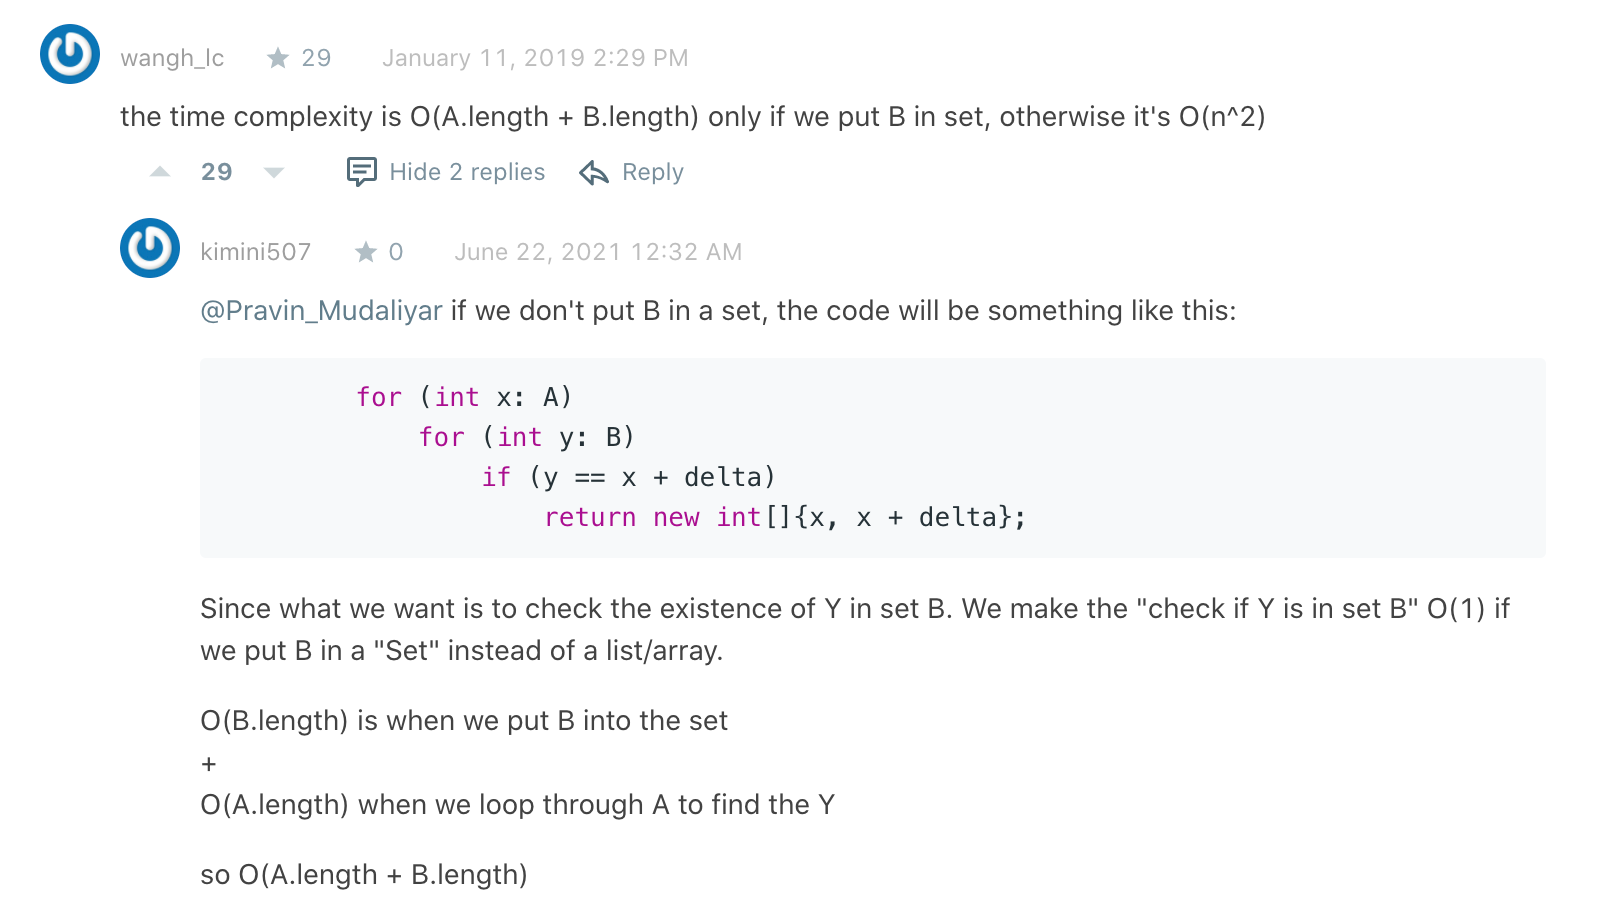 wangh_lc 29 January 11, 2019 2:29 PM
the time complexity is O(A.length + B.length) only if we put B in set, otherwise it's O(n^2)
29 Hide 2 replies Reply
kimini507 0 June 22, 2021 12:32 AM
@Pravin_Mudaliyar if we don't put B in a set, the code will be something like this:
for (int x: A)
for (int y: B)
if (y == x + delta)
return new int[]{x, x + delta};
Since what we want is to check the existence of Y in set B. We make the "check if Y is in set B" O(1) if
we put B in a "Set" instead of a list/array.
O(B.length) is when we put B into the set
+
O(A.length) when we loop through A to find the Y
so O(A.length + B.length)